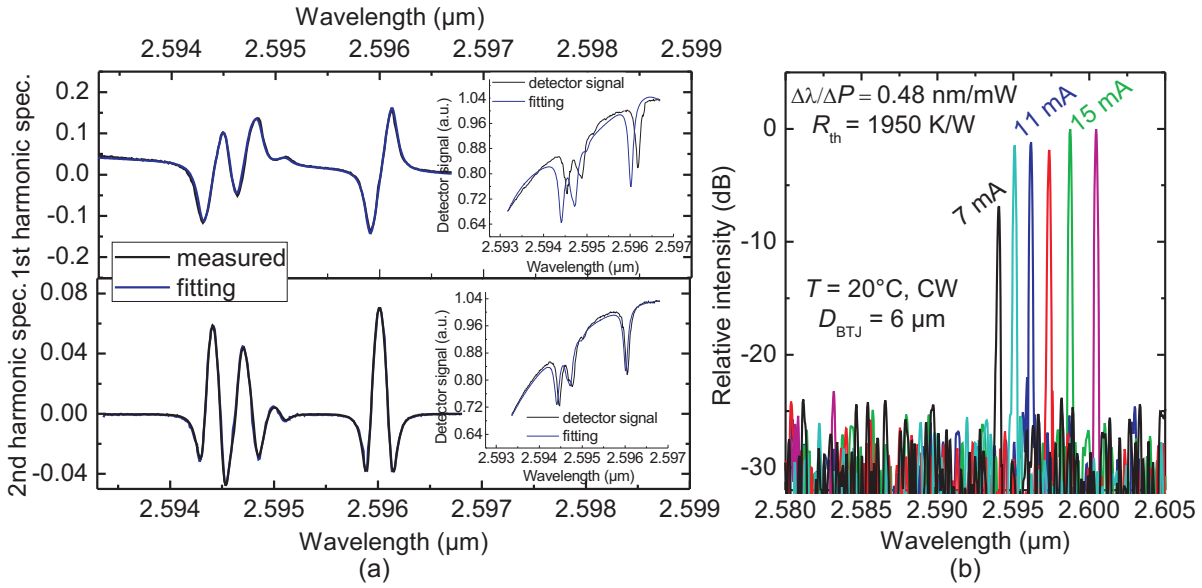 Wavelength (µm)
2.594 2.595 2.596 2.597 2.598 2.599
2nd harmonic spec. 1st harmonic spec.
0.2
0.1
0.0
-0.1
-0.2
detector signal
fitting
Detector signal (a.u.)
1.04
0.96
0.88
0.80
0.72
0.64
2.593 2.594 2.595 2.596 2.597
Wavelength (µm)
measured
fitting
0.08
0.04
0.00
-0.04
Detector signal (a.u.)
1.04
0.96
0.88
0.80
0.72
0.64
detector signal
fitting
2.593 2.594 2.595 2.596 2.597
Wavelength (µm)
2.594 2.595 2.596 2.597 2.598 2.599
Wavelength (µm)
(a)
Relative intensity (dB)
0
-10
-20
-30
Δλ/ΔP = 0.48 nm/mW
Rth = 1950 K/W
7 mA
11 mA
15 mA
T = 20°C, CW
DBTJ = 6 µm
2.580 2.585 2.590 2.595 2.600 2.605
Wavelength (µm)
(b)